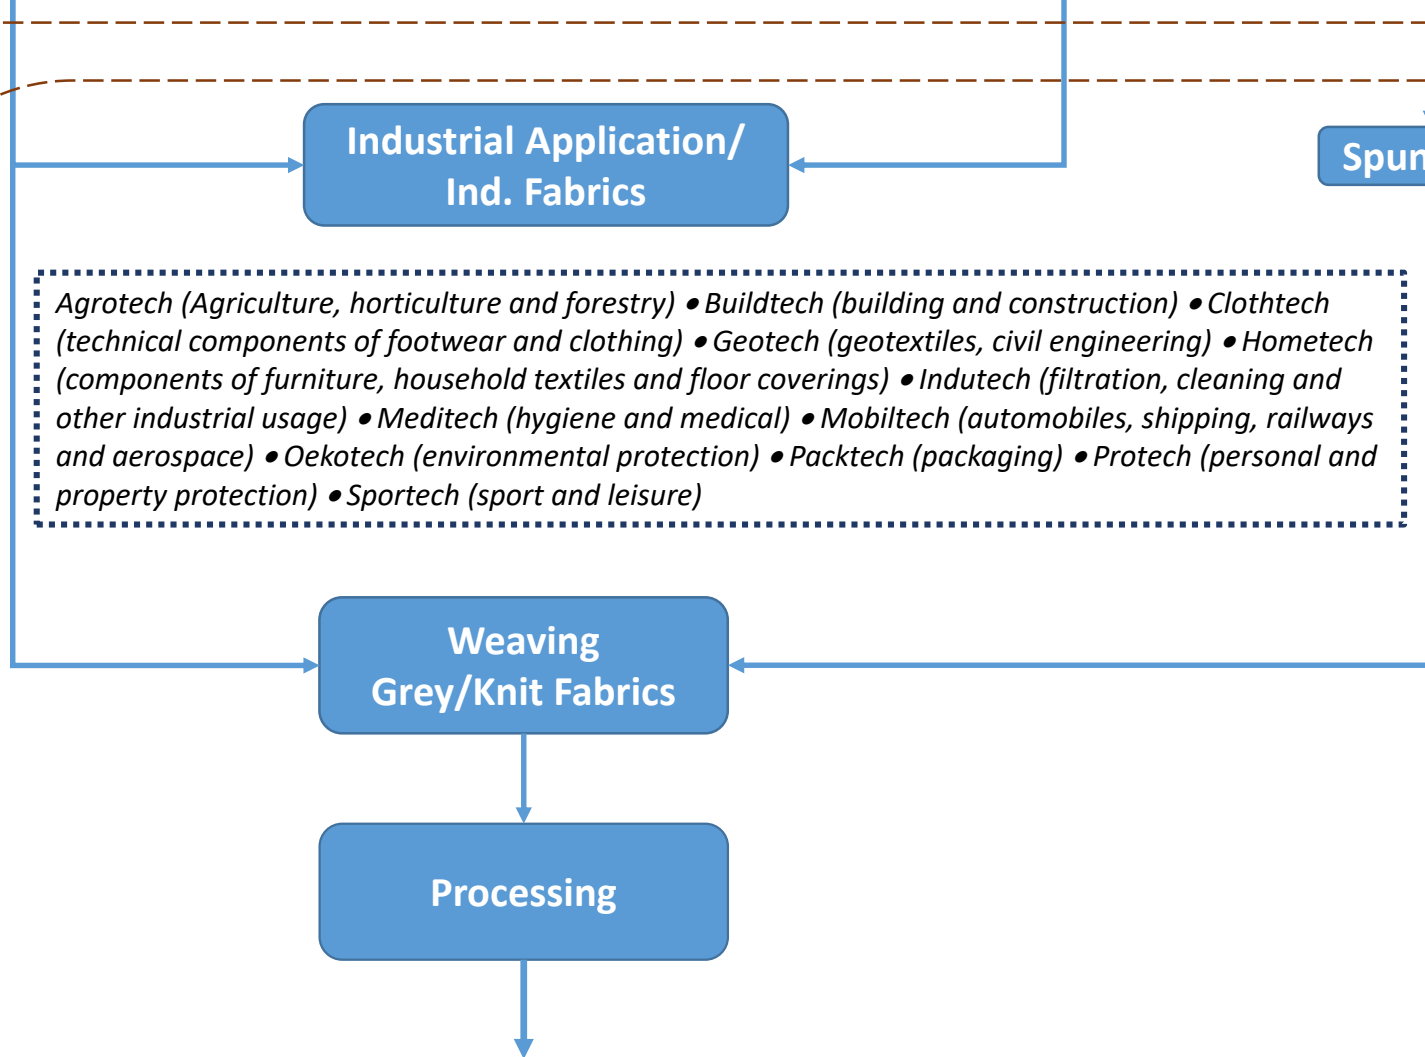 Industrial Application/
Ind. Fabrics
Spun
Agrotech (Agriculture, horticulture and forestry) • Buildtech (building and construction) • Clothtech
(technical components of footwear and clothing) • Geotech (geotextiles, civil engineering) • Hometech
(components of furniture, household textiles and floor coverings) • Indutech (filtration, cleaning and
other industrial usage) • Meditech (hygiene and medical) • Mobiltech (automobiles, shipping, railways
and aerospace) • Oekotech (environmental protection) • Packtech (packaging) • Protech (personal and
property protection) • Sportech (sport and leisure)
Weaving
Grey/Knit Fabrics
Processing